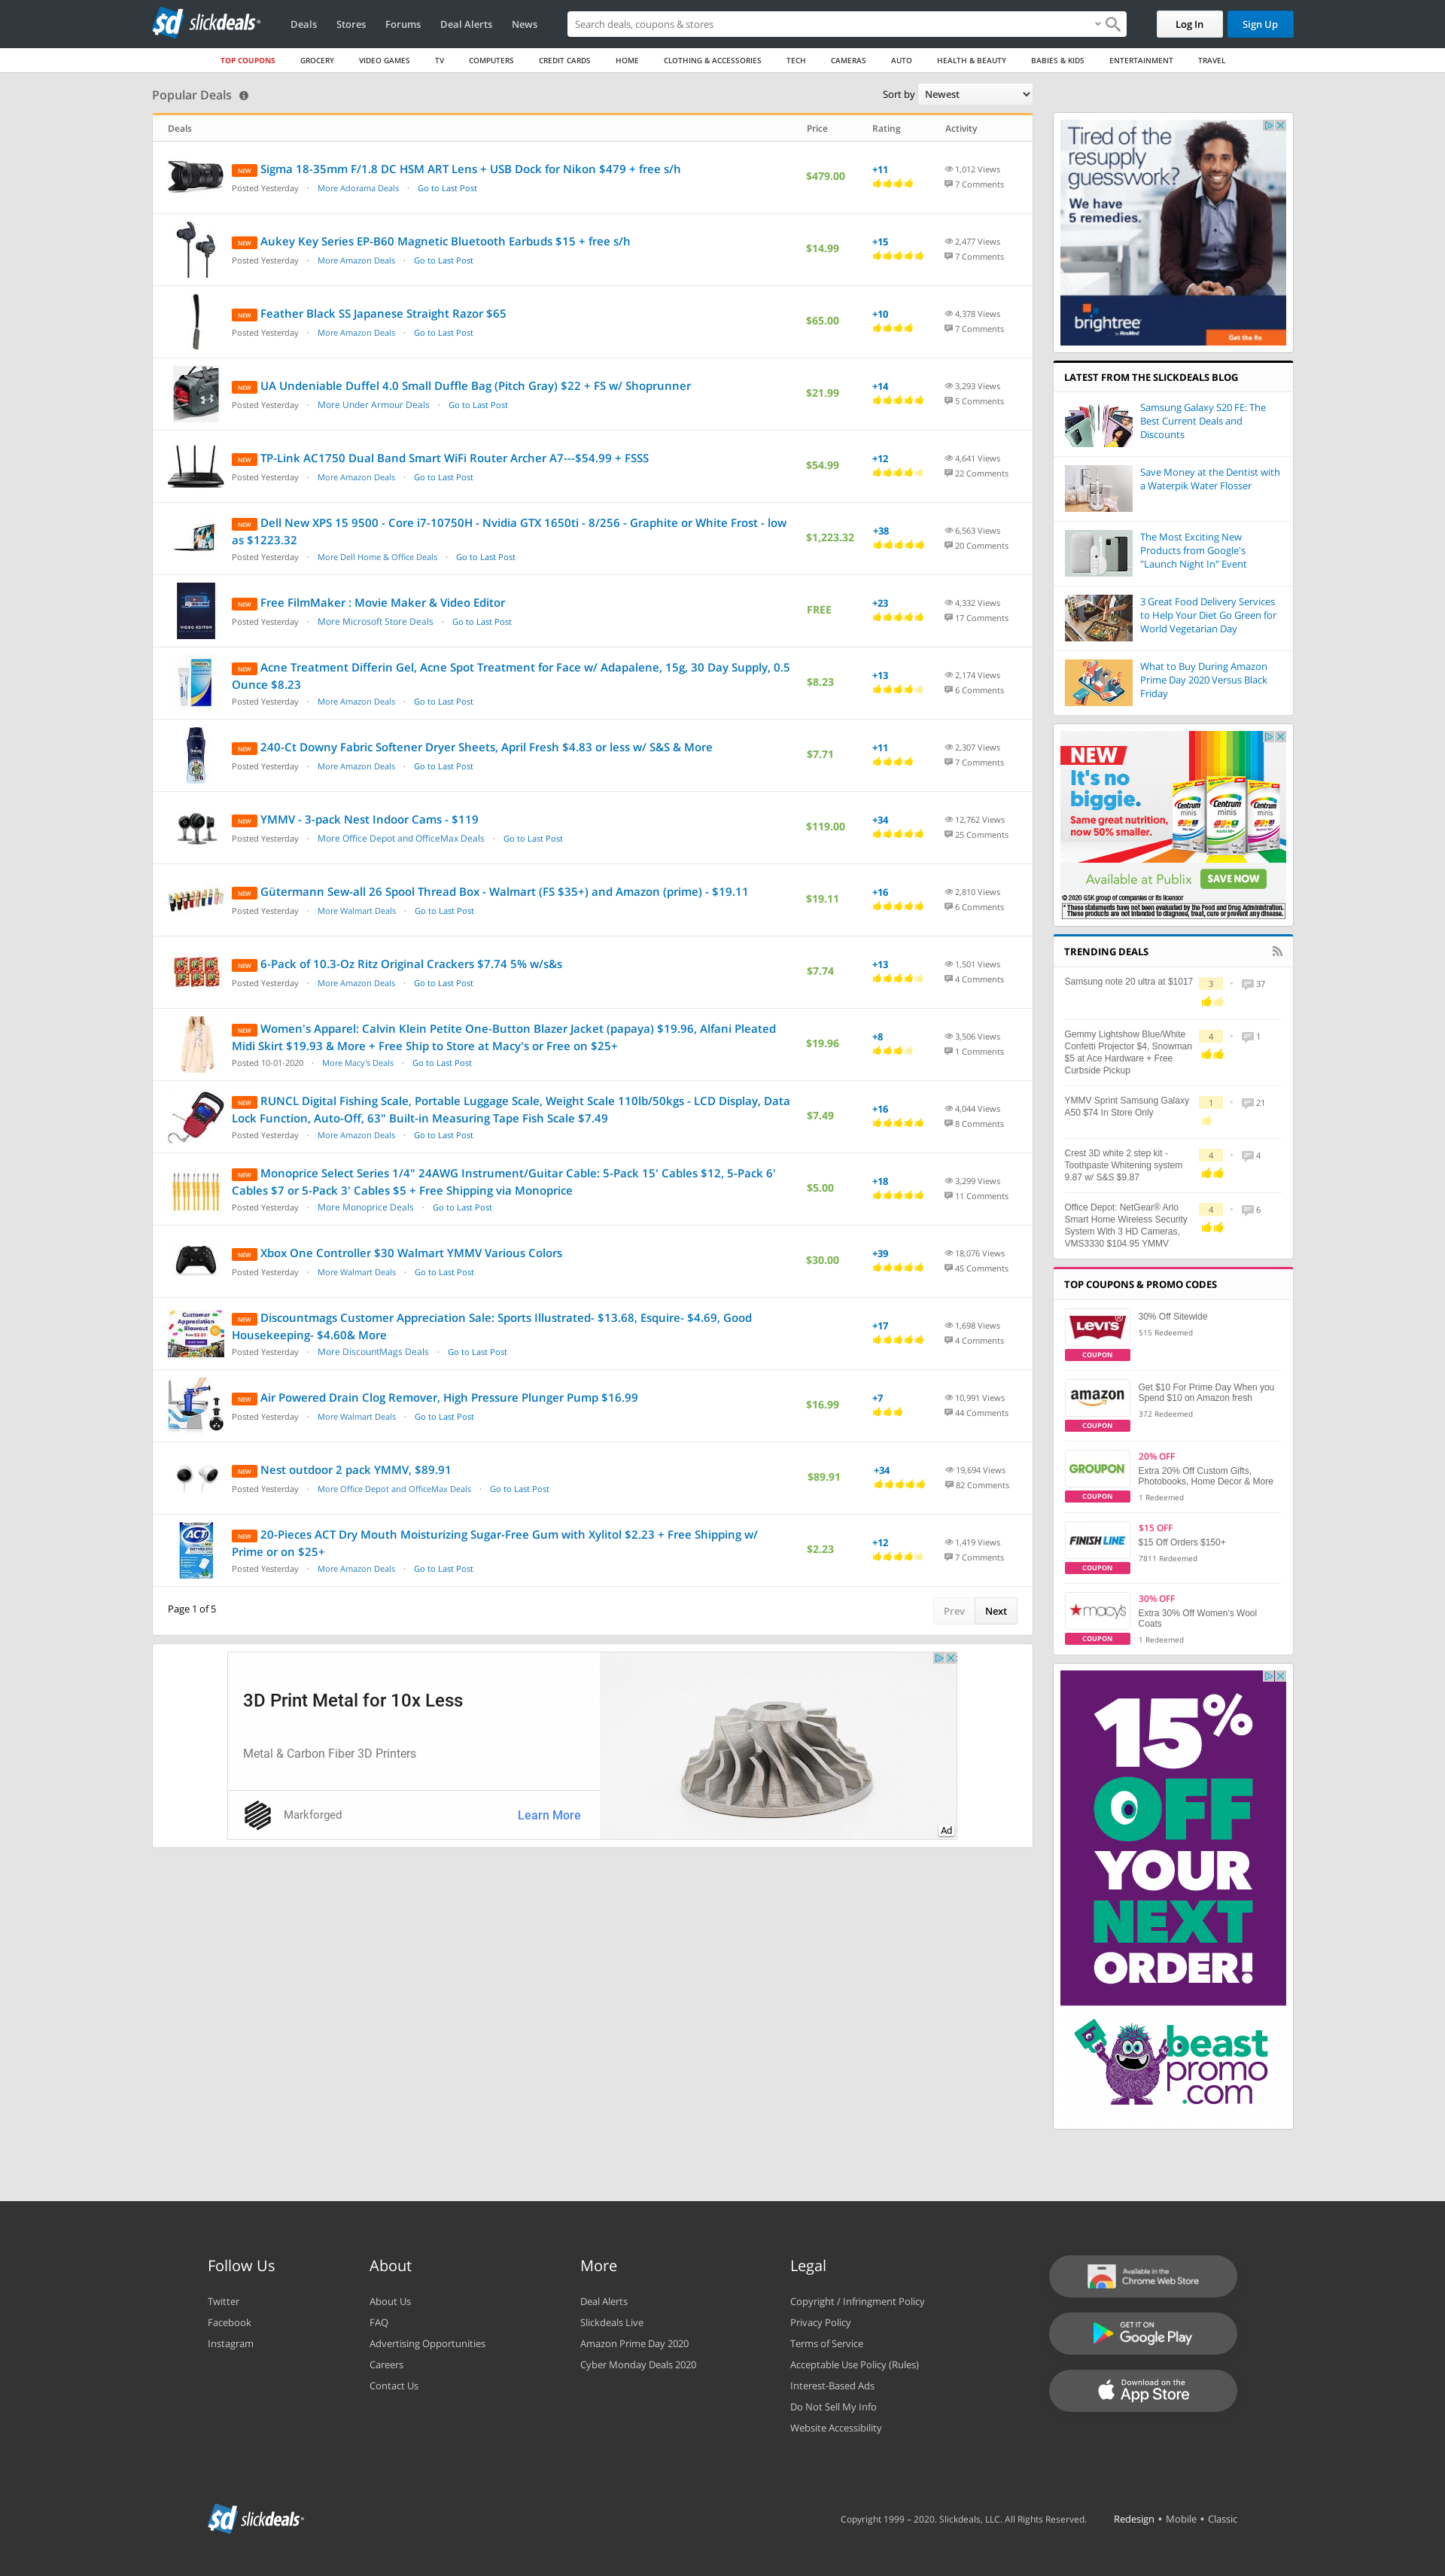 sd slickdeals
Deals Stores Forums Deal Alerts News
Search deals, coupons & stores
Log In Sign Up
TOP COUPONS GROCERY VIDEO GAMES TV COMPUTERS CREDIT CARDS HOME CLOTHING & ACCESSORIES TECH CAMERAS AUTO HEALTH & BEAUTY BABIES & KIDS ENTERTAINMENT TRAVEL
Popular Deals
Sort by Newest
Deals Price Rating Activity
NEW Sigma 18-35mm F/1.8 DC HSM ART Lens + USB Dock for Nikon $479 + free s/h
Posted Yesterday · More Adorama Deals · Go to Last Post
$479.00
+11
1,012 Views
7 Comments
NEW Aukey Key Series EP-B60 Magnetic Bluetooth Earbuds $15 + free s/h
Posted Yesterday · More Amazon Deals · Go to Last Post
$14.99
+15
2,477 Views
7 Comments
NEW Feather Black SS Japanese Straight Razor $65
Posted Yesterday · More Amazon Deals · Go to Last Post
$65.00
+10
4,378 Views
7 Comments
NEW UA Undeniable Duffel 4.0 Small Duffle Bag (Pitch Gray) $22 + FS w/ Shoprunner
Posted Yesterday · More Under Armour Deals · Go to Last Post
$21.99
+14
3,293 Views
5 Comments
NEW TP-Link AC1750 Dual Band Smart WiFi Router Archer A7---$54.99 + FSSS
Posted Yesterday · More Amazon Deals · Go to Last Post
$54.99
+12
4,641 Views
22 Comments
NEW Dell New XPS 15 9500 - Core i7-10750H - Nvidia GTX 1650ti - 8/256 - Graphite or White Frost - low
as $1223.32
Posted Yesterday · More Dell Home & Office Deals · Go to Last Post
$1,223.32
+38
6,563 Views
20 Comments
VIDEO EDITOR
NEW Free FilmMaker : Movie Maker & Video Editor
Posted Yesterday · More Microsoft Store Deals · Go to Last Post
FREE
+23
4,332 Views
17 Comments
NEW Acne Treatment Differin Gel, Acne Spot Treatment for Face w/ Adapalene, 15g, 30 Day Supply, 0.5
Ounce $8.23
Posted Yesterday · More Amazon Deals · Go to Last Post
$8.23
+13
2,174 Views
6 Comments
NEW 240-Ct Downy Fabric Softener Dryer Sheets, April Fresh $4.83 or less w/ S&S & More
Posted Yesterday · More Amazon Deals · Go to Last Post
$7.71
+11
2,307 Views
7 Comments
NEW YMMV - 3-pack Nest Indoor Cams - $119
Posted Yesterday · More Office Depot and OfficeMax Deals · Go to Last Post
$119.00
+34
12,762 Views
25 Comments
NEW Gütermann Sew-all 26 Spool Thread Box - Walmart (FS $35+) and Amazon (prime) - $19.11
Posted Yesterday · More Walmart Deals · Go to Last Post
$19.11
+16
2,810 Views
6 Comments
NEW 6-Pack of 10.3-Oz Ritz Original Crackers $7.74 5% w/s&s
Posted Yesterday · More Amazon Deals · Go to Last Post
$7.74
+13
1,501 Views
4 Comments
NEW Women's Apparel: Calvin Klein Petite One-Button Blazer Jacket (papaya) $19.96, Alfani Pleated
Midi Skirt $19.93 & More + Free Ship to Store at Macy's or Free on $25+
Posted 10-01-2020 · More Macy's Deals · Go to Last Post
$19.96
+8
3,506 Views
1 Comments
NEW RUNCL Digital Fishing Scale, Portable Luggage Scale, Weight Scale 110lb/50kgs - LCD Display, Data
Lock Function, Auto-Off, 63" Built-in Measuring Tape Fish Scale $7.49
Posted Yesterday · More Amazon Deals · Go to Last Post
$7.49
+16
4,044 Views
8 Comments
NEW Monoprice Select Series 1/4" 24AWG Instrument/Guitar Cable: 5-Pack 15' Cables $12, 5-Pack 6'
Cables $7 or 5-Pack 3' Cables $5 + Free Shipping via Monoprice
Posted Yesterday · More Monoprice Deals · Go to Last Post
$5.00
+18
3,299 Views
11 Comments
NEW Xbox One Controller $30 Walmart YMMV Various Colors
Posted Yesterday · More Walmart Deals · Go to Last Post
$30.00
+39
18,076 Views
45 Comments
Customer
Appreciation
Blowout
NEW Discountmags Customer Appreciation Sale: Sports Illustrated- $13.68, Esquire- $4.69, Good
Housekeeping- $4.60& More
Posted Yesterday · More DiscountMags Deals · Go to Last Post
$4.60
+17
1,698 Views
4 Comments
NEW Air Powered Drain Clog Remover, High Pressure Plunger Pump $16.99
Posted Yesterday · More Walmart Deals · Go to Last Post
$16.99
+7
10,991 Views
44 Comments
NEW Nest outdoor 2 pack YMMV, $89.91
Posted Yesterday · More Office Depot and OfficeMax Deals · Go to Last Post
$89.91
+34
19,694 Views
82 Comments
ACT
NEW 20-Pieces ACT Dry Mouth Moisturizing Sugar-Free Gum with Xylitol $2.23 + Free Shipping w/
Prime or on $25+
Posted Yesterday · More Amazon Deals · Go to Last Post
$2.23
+12
1,419 Views
7 Comments
Page 1 of 5
Prev Next
3D Print Metal for 10x Less
Metal & Carbon Fiber 3D Printers
Markforged
Learn More
Ad
Tired of the
resupply
guesswork?
We have
5 remedies.
brightree
by ResMed
Get the fix
LATEST FROM THE SLICKDEALS BLOG
Samsung Galaxy S20 FE: The
Best Current Deals and
Discounts
Save Money at the Dentist with
a Waterpik Water Flosser
The Most Exciting New
Products from Google's
"Launch Night In" Event
3 Great Food Delivery Services
to Help Your Diet Go Green for
World Vegetarian Day
What to Buy During Amazon
Prime Day 2020 Versus Black
Friday
NEW
It's no
biggie.
Same great nutrition,
now 50% smaller.
Centrum minis
Centrum minis
Centrum minis
Available at Publix
SAVE NOW
© 2020 GSK group of companies or its licensor
* These statements have not been evaluated by the Food and Drug Administration.
These products are not intended to diagnose, treat, cure or prevent any disease.
TRENDING DEALS
Samsung note 20 ultra at $1017
3 · 37
Gemmy Lightshow Blue/White
Confetti Projector $4, Snowman
$5 at Ace Hardware + Free
Curbside Pickup
4 · 1
YMMV Sprint Samsung Galaxy
A50 $74 In Store Only
1 · 21
Crest 3D white 2 step kit -
Toothpaste Whitening system
9.87 w/ S&S $9.87
4 · 4
Office Depot: NetGear® Arlo
Smart Home Wireless Security
System With 3 HD Cameras,
VMS3330 $104.95 YMMV
4 · 6
TOP COUPONS & PROMO CODES
Levi's
COUPON
30% Off Sitewide
515 Redeemed
amazon
COUPON
Get $10 For Prime Day When you
Spend $10 on Amazon fresh
372 Redeemed
GROUPON
COUPON
20% OFF
Extra 20% Off Custom Gifts,
Photobooks, Home Decor & More
1 Redeemed
FINISH LINE
COUPON
$15 OFF
$15 Off Orders $150+
7811 Redeemed
macy's
COUPON
30% OFF
Extra 30% Off Women's Wool
Coats
1 Redeemed
15%
OFF
YOUR
NEXT
ORDER!
beast
promo
.com
Follow Us
Twitter
Facebook
Instagram
About
About Us
FAQ
Advertising Opportunities
Careers
Contact Us
More
Deal Alerts
Slickdeals Live
Amazon Prime Day 2020
Cyber Monday Deals 2020
Legal
Copyright / Infringment Policy
Privacy Policy
Terms of Service
Acceptable Use Policy (Rules)
Interest-Based Ads
Do Not Sell My Info
Website Accessibility
Available in the
Chrome Web Store
GET IT ON
Google Play
Download on the
App Store
sd slickdeals
Copyright 1999 – 2020. Slickdeals, LLC. All Rights Reserved.
Redesign • Mobile • Classic